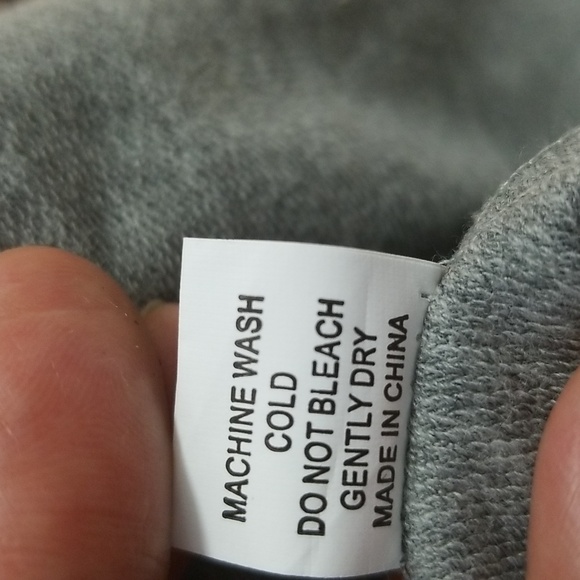 MACHINE WASH
COLD
DO NOT BLEACH
GENTLY DRY
MADE IN CHINA